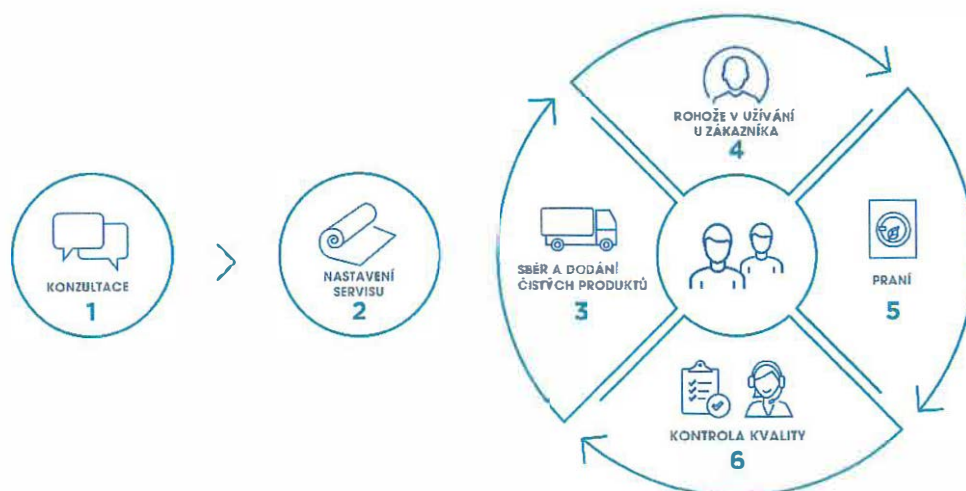 KONZULTACE
1
NASTAVENÍ
SERVISU
2
SBĚR A DODÁNÍ
ČISTÝCH PRODUKTŮ
3
ROHOŽE V UŽÍVÁNÍ
U ZÁKAZNÍKA
4
PRANÍ
5
KONTROLA KVALITY
6